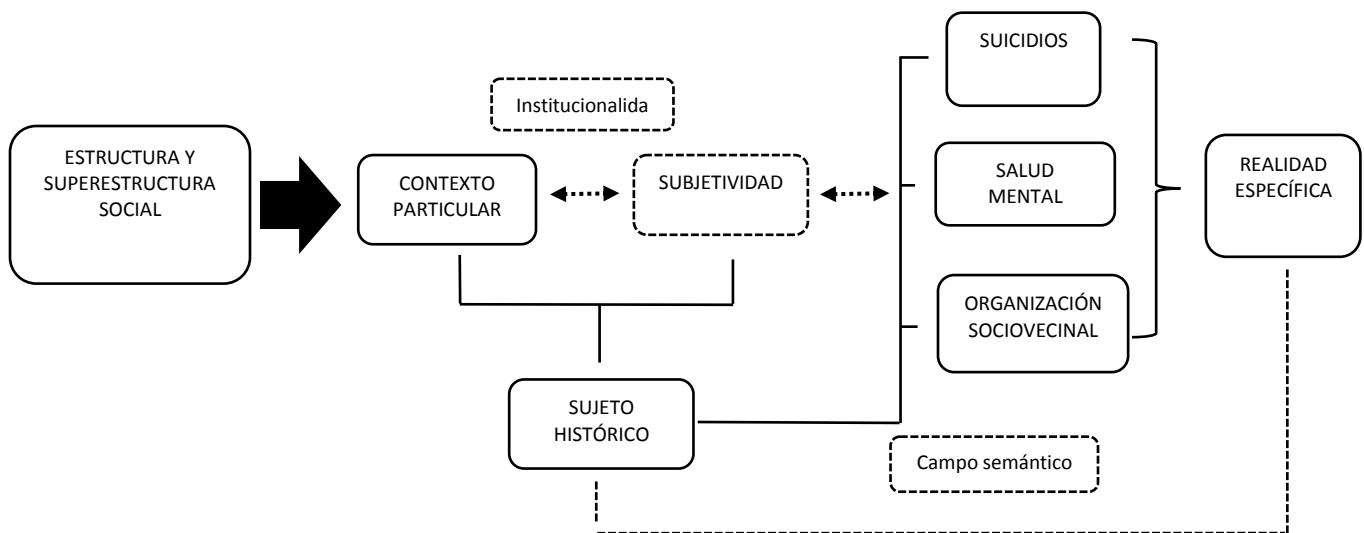 ESTRUCTURA Y
SUPERESTRUCTURA
SOCIAL
Institucionalida
CONTEXTO
PARTICULAR
SUBJETIVIDAD
SUICIDIOS
SALUD
MENTAL
ORGANIZACIÓN
SOCIOVECINAL
REALIDAD
ESPECÍFICA
SUJETO
HISTÓRICO
Campo semántico